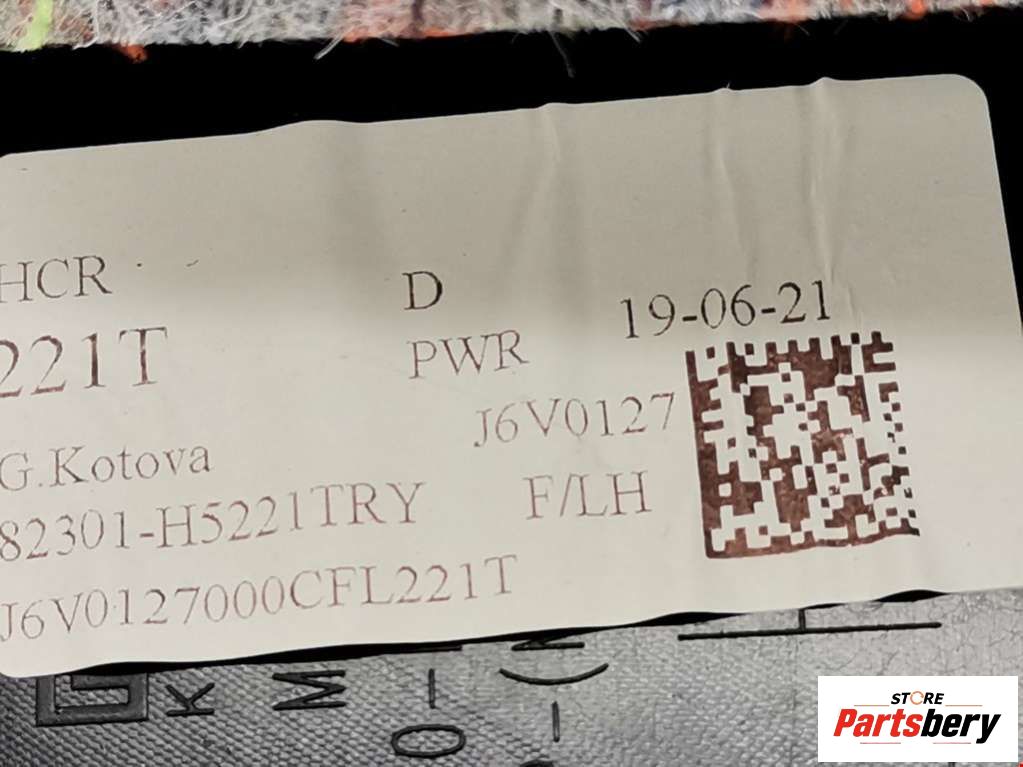 HCR D 19-06-21
221T PWR
J6V0127
G.Kotova
82301-H5221TRY F/LH
J6V0127000CFL221T
STORE
Partsbery